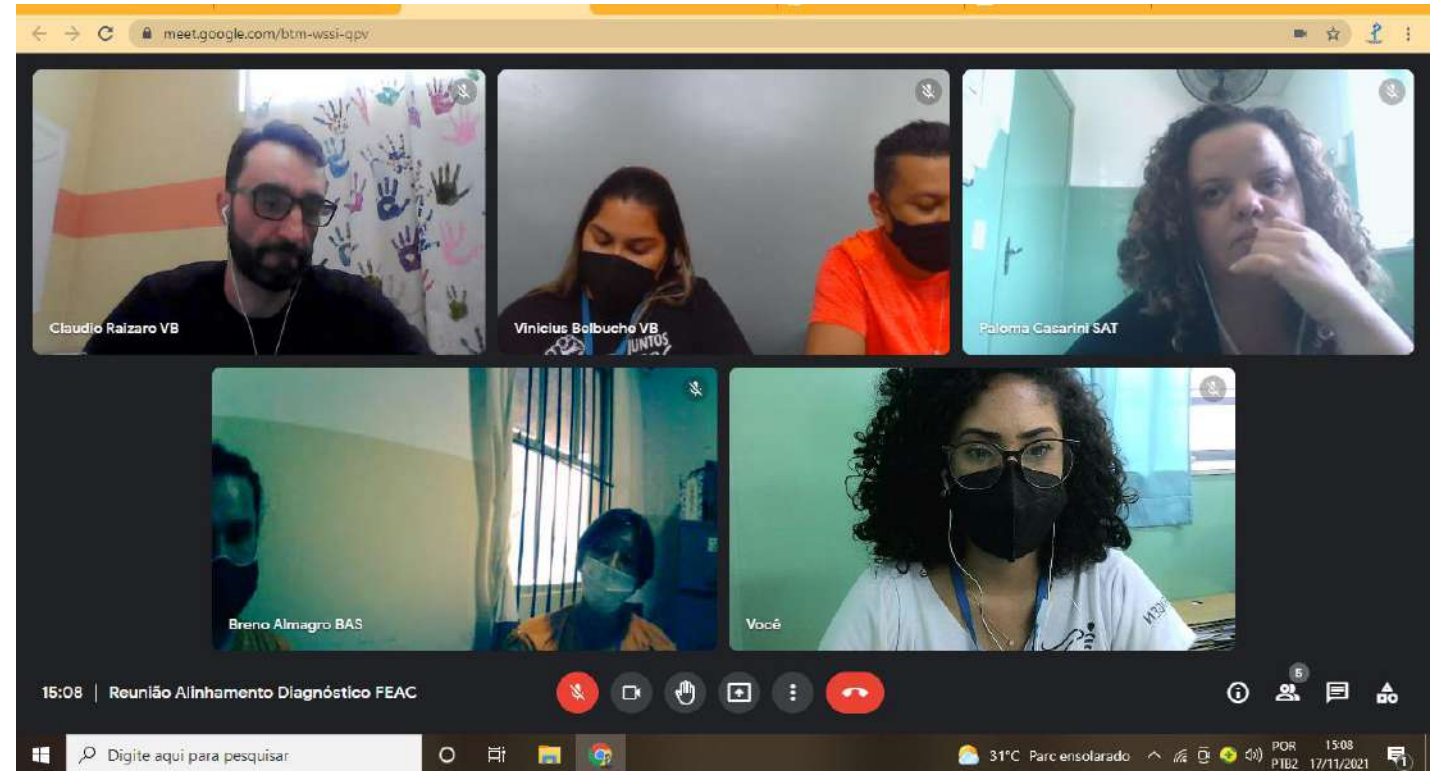 meet.google.com/btm-wssi-qpv
Claudio Raizaro VB
Vinicius Bolbucho VB
JUNTOS
Paloma Casarini SAT
Breno Almagro BAS
Você
15:08 | Reunião Alinhamento Diagnóstico FEAC
5
Digite aqui para pesquisar
31°C Parc ensolarado
POR
PTB2
15:08
17/11/2021
1